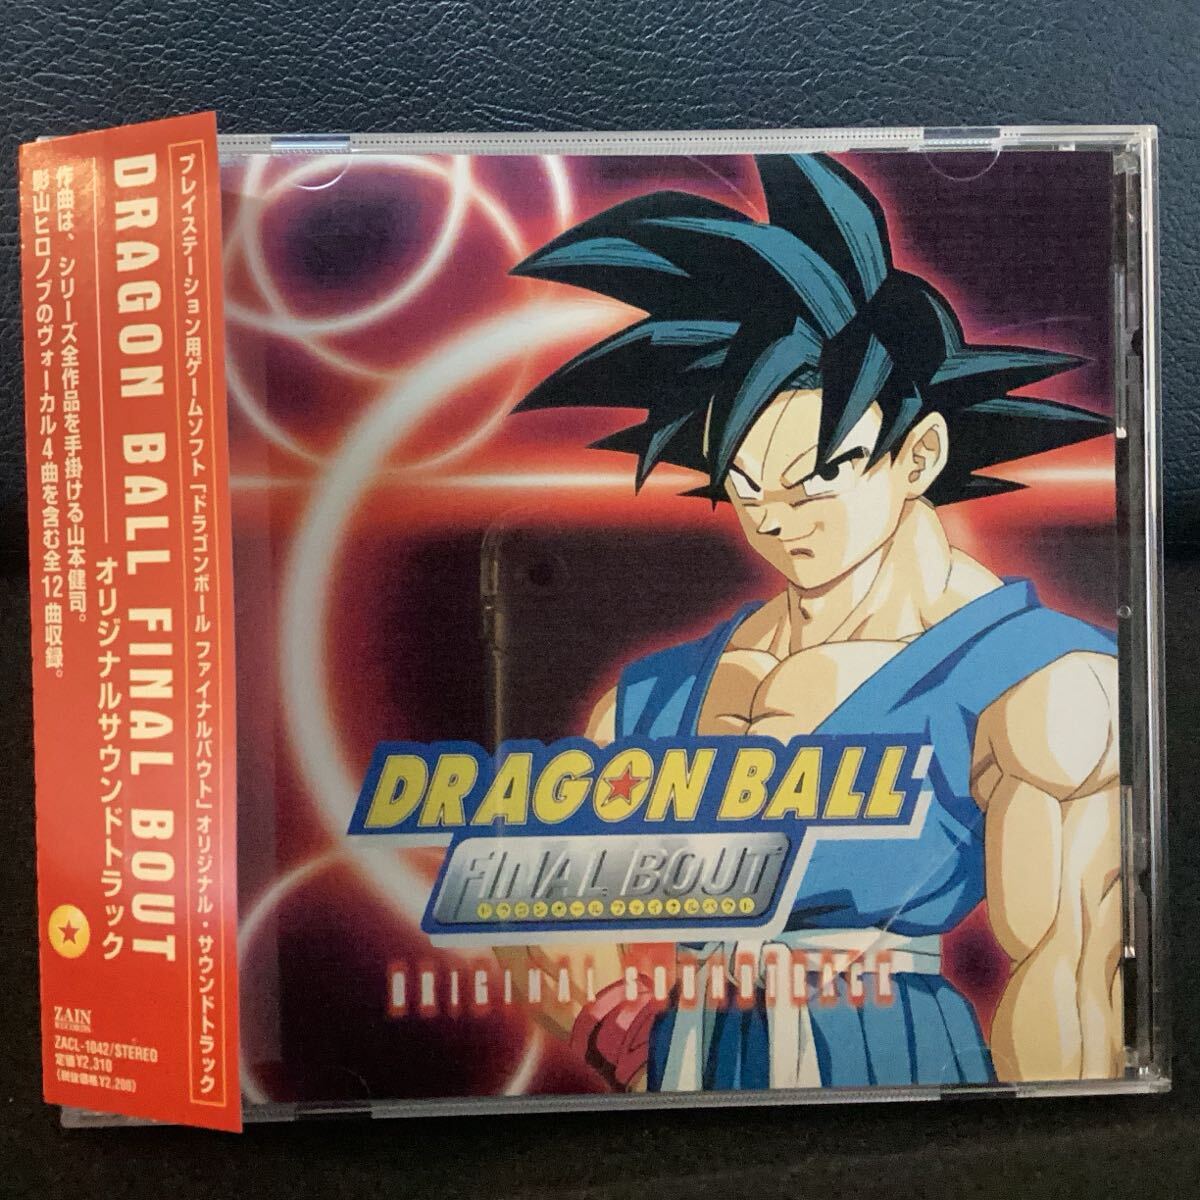 プレイステーション用ゲームソフト「ドラゴンボール ファイナルバウト」オリジナル・サウンドトラック
DRAGON BALL FINAL BOUT
オリジナルサウンドトラック
作曲は、シリーズ全作品を手掛ける山本健司。
影山ヒロノブのヴォーカル4曲を含む全12曲収録。
ZAIN
RECORDS
ZACL-1042/STEREO
定価¥2,310
(税抜価格¥2,200)
DRAGON BALL
FINAL BOUT
ドラゴンボール ファイナルバウト
ORIGINAL SOUNDTRACK